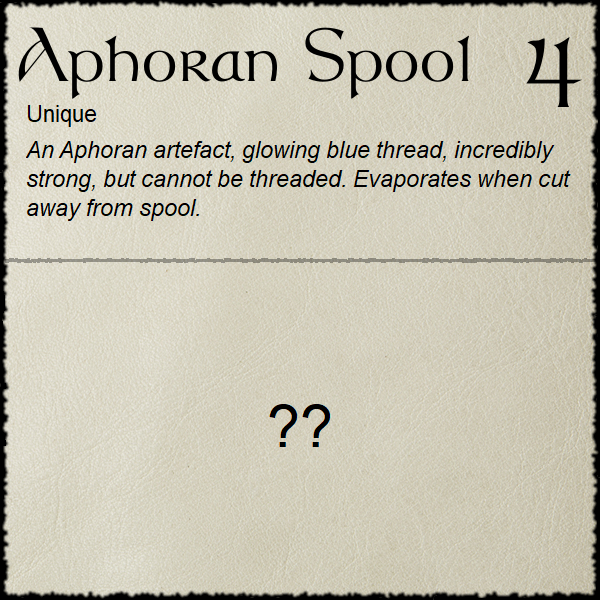 Aphoran Spool 4
Unique
An Aphoran artefact, glowing blue thread, incredibly
strong, but cannot be threaded. Evaporates when cut
away from spool.
??